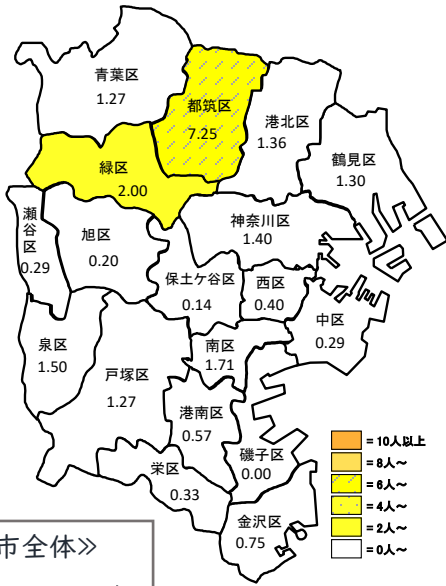 青葉区
1.27
都筑区
7.25
港北区
1.36
鶴見区
1.30
緑区
2.00
神奈川区
1.40
瀬谷区
0.29
旭区
0.20
保土ケ谷区
0.14
西区
0.40
中区
0.29
泉区
1.50
戸塚区
1.27
南区
1.71
港南区
0.57
磯子区
0.00
栄区
0.33
金沢区
0.75
= 10人以上
= 8人～
= 6人～
= 4人～
= 2人～
= 0人～
市全体≫